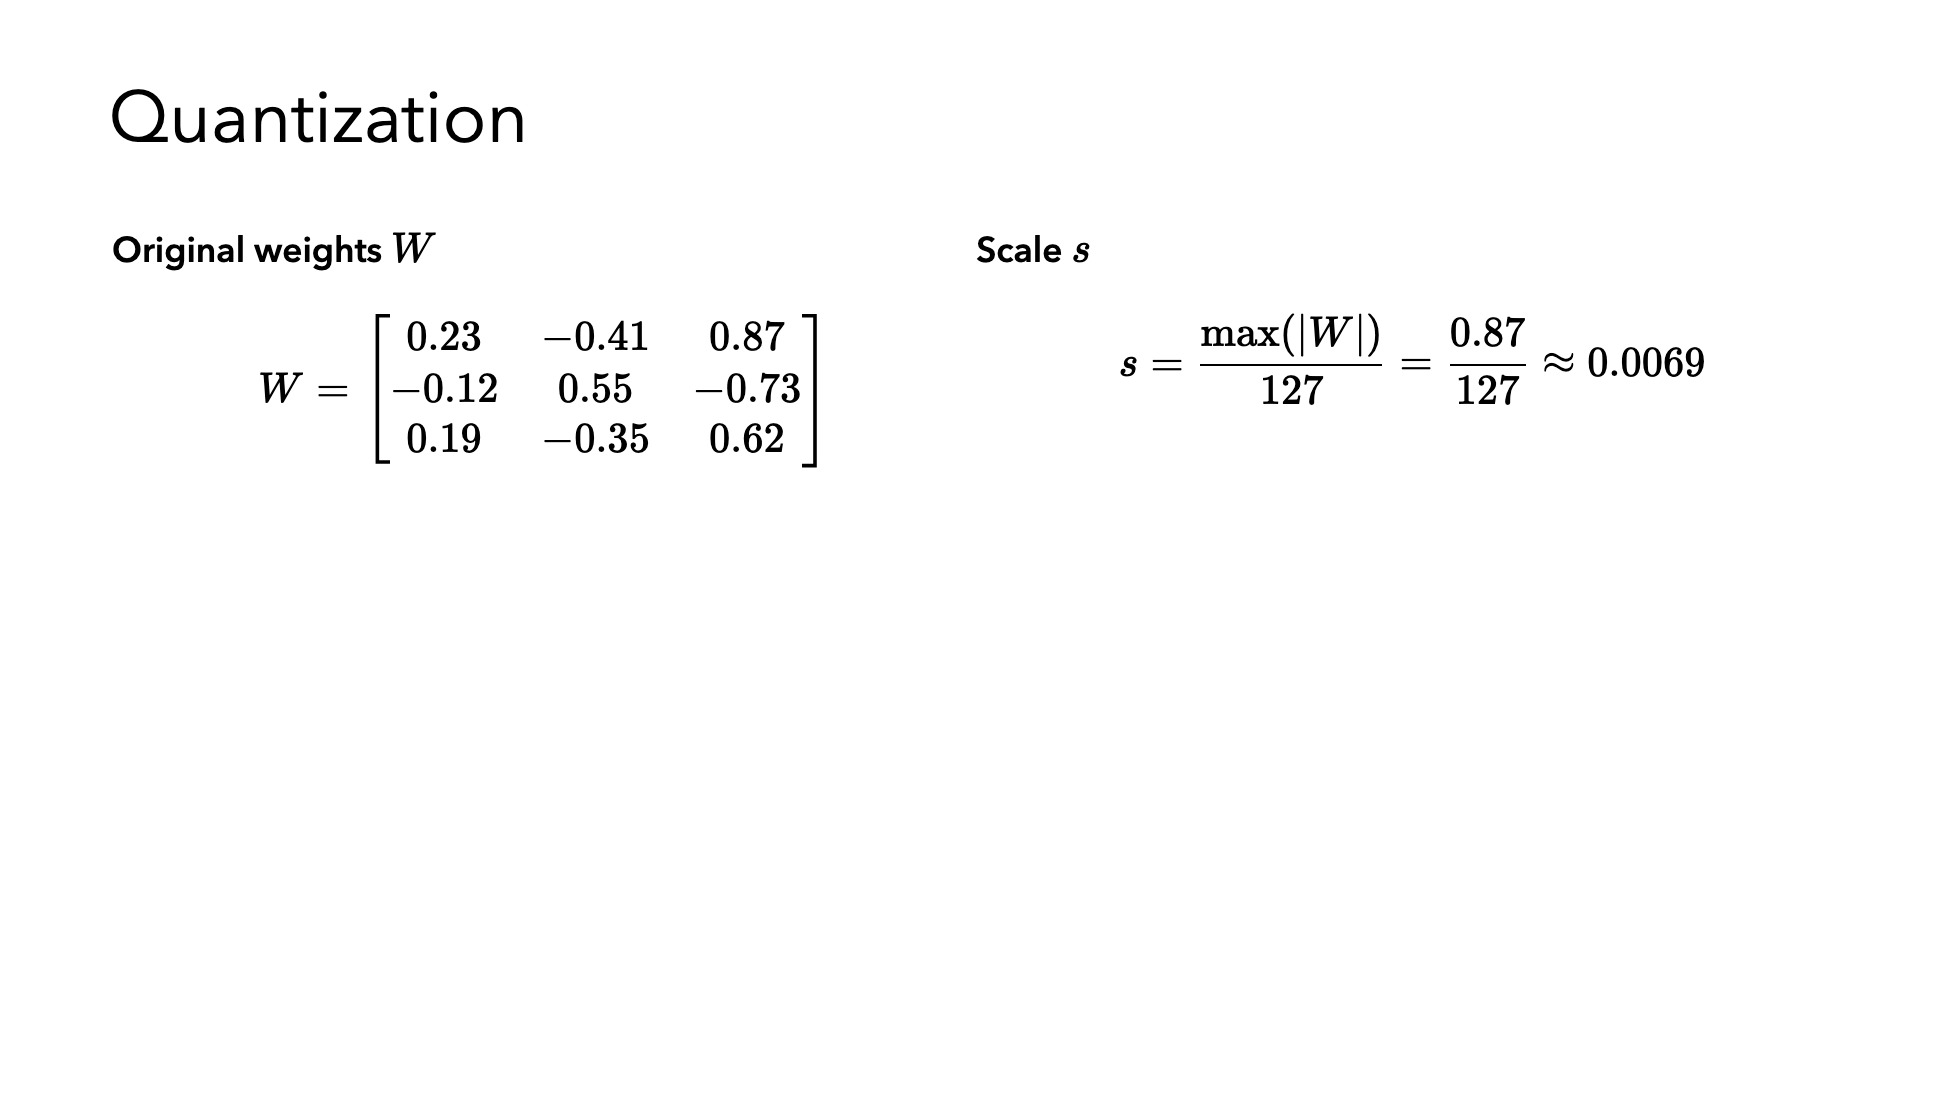 Quantization
Original weights W
W = [ 0.23 −0.41 0.87
−0.12 0.55 −0.73
0.19 −0.35 0.62 ]
Scale s
s = max(|W|) / 127 = 0.87 / 127 ≈ 0.0069